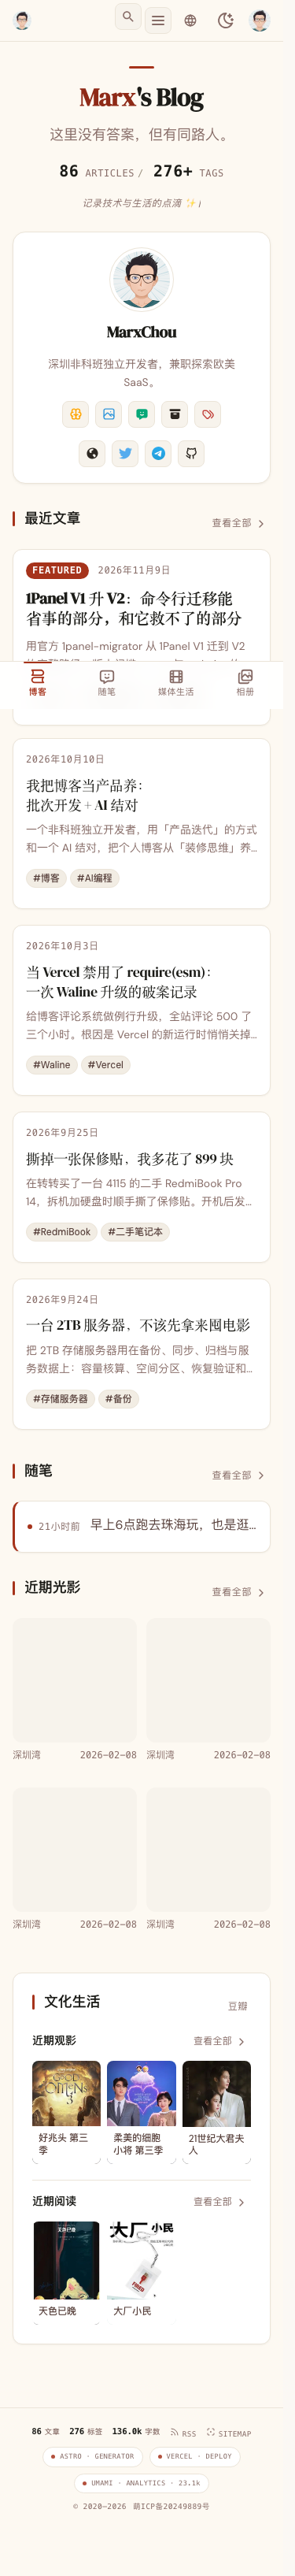 Marx's Blog
这里没有答案，但有同路人。
86 ARTICLES / 276+ TAGS
记录技术与生活的点滴 ✨ |
MarxChou
深圳非科班独立开发者，兼职探索欧美
SaaS。
最近文章
查看全部
FEATURED 2026年11月9日
1Panel V1 升 V2：命令行迁移能
省事的部分，和它救不了的部分
用官方 1panel-migrator 从 1Panel V1 迁到 V2
博客
随笔
媒体生活
相册
2026年10月10日
我把博客当产品养：
批次开发 + AI 结对
一个非科班独立开发者，用「产品迭代」的方式
和一个 AI 结对，把个人博客从「装修思维」养...
#博客 #AI编程
2026年10月3日
当 Vercel 禁用了 require(esm)：
一次 Waline 升级的破案记录
给博客评论系统做例行升级，全站评论 500 了
三个小时。根因是 Vercel 的新运行时悄悄关掉...
#Waline #Vercel
2026年9月25日
撕掉一张保修贴，我多花了 899 块
在转转买了一台 4115 的二手 RedmiBook Pro
14，拆机加硬盘时顺手撕了保修贴。开机后发...
#RedmiBook #二手笔记本
2026年9月24日
一台 2TB 服务器，不该先拿来囤电影
把 2TB 存储服务器用在备份、同步、归档与服
务数据上：容量核算、空间分区、恢复验证和...
#存储服务器 #备份
随笔
查看全部
21小时前 早上6点跑去珠海玩，也是逛...
近期光影
查看全部
深圳湾 2026-02-08
深圳湾 2026-02-08
深圳湾 2026-02-08
深圳湾 2026-02-08
文化生活
豆瓣
近期观影
查看全部
GOOD OMENS 3
好兆头 第三
季
柔美的细胞
小将 第三季
21世纪大君夫
人
近期阅读
查看全部
天色已晚
天色已晚
大厂 小民
大厂小民
86 文章 276 标签 136.0k 字数 RSS SITEMAP
ASTRO · GENERATOR
VERCEL · DEPLOY
UMAMI · ANALYTICS · 23.1k
© 2020-2026 萌ICP备20249889号